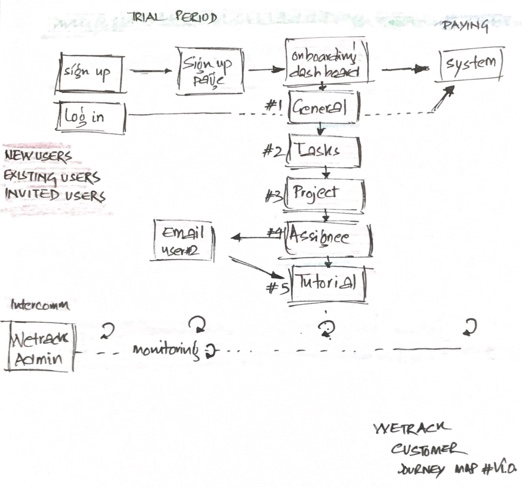 TRIAL PERIOD
PAYING
Sign up
Sign up
page
onboarding
dashboard
system
Log in
#1 General
#2 Tasks
#3 Project
#4 Assignee
#5 Tutorial
NEW USERS
EXISTING USERS
INVITED USERS
Email
user#2
Intercomm
Wetrack
Admin
monitoring
WETRACK
CUSTOMER
JOURNEY MAP #V1.0